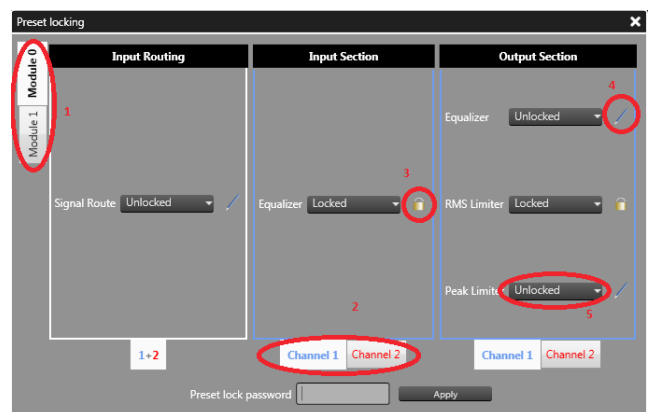 Preset locking
Module 0
Module 1
1
Input Routing
Signal Route Unlocked
1+2
Input Section
3
Equalizer Locked
2
Channel 1 Channel 2
Output Section
4
Equalizer Unlocked
RMS Limiter Locked
Peak Limiter Unlocked
5
Channel 1 Channel 2
Preset lock password Apply